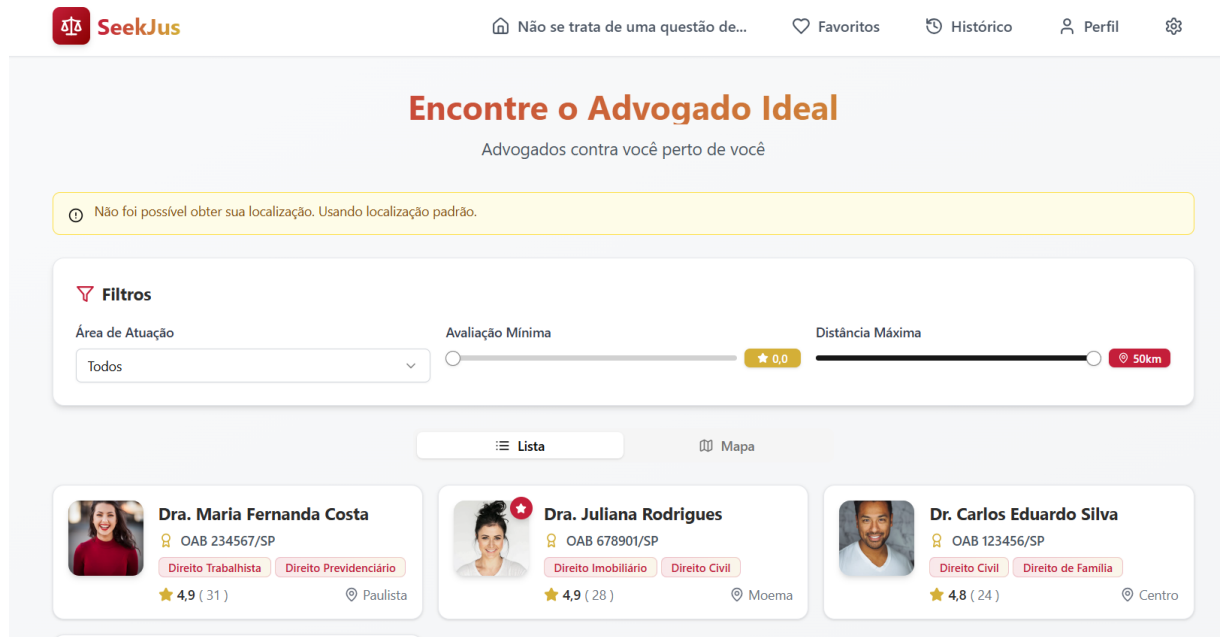 SeekJus
Não se trata de uma questão de...
Favoritos
Histórico
Perfil
Encontre o Advogado Ideal
Advogados contra você perto de você
Não foi possível obter sua localização. Usando localização padrão.
Filtros
Área de Atuação
Avaliação Mínima
Distância Máxima
Todos
0,0
50km
Lista
Mapa
Dra. Maria Fernanda Costa
OAB 234567/SP
Direito Trabalhista
Direito Previdenciário
4,9 ( 31 )
Paulista
Dra. Juliana Rodrigues
OAB 678901/SP
Direito Imobiliário
Direito Civil
4,9 ( 28 )
Moema
Dr. Carlos Eduardo Silva
OAB 123456/SP
Direito Civil
Direito de Família
4,8 ( 24 )
Centro